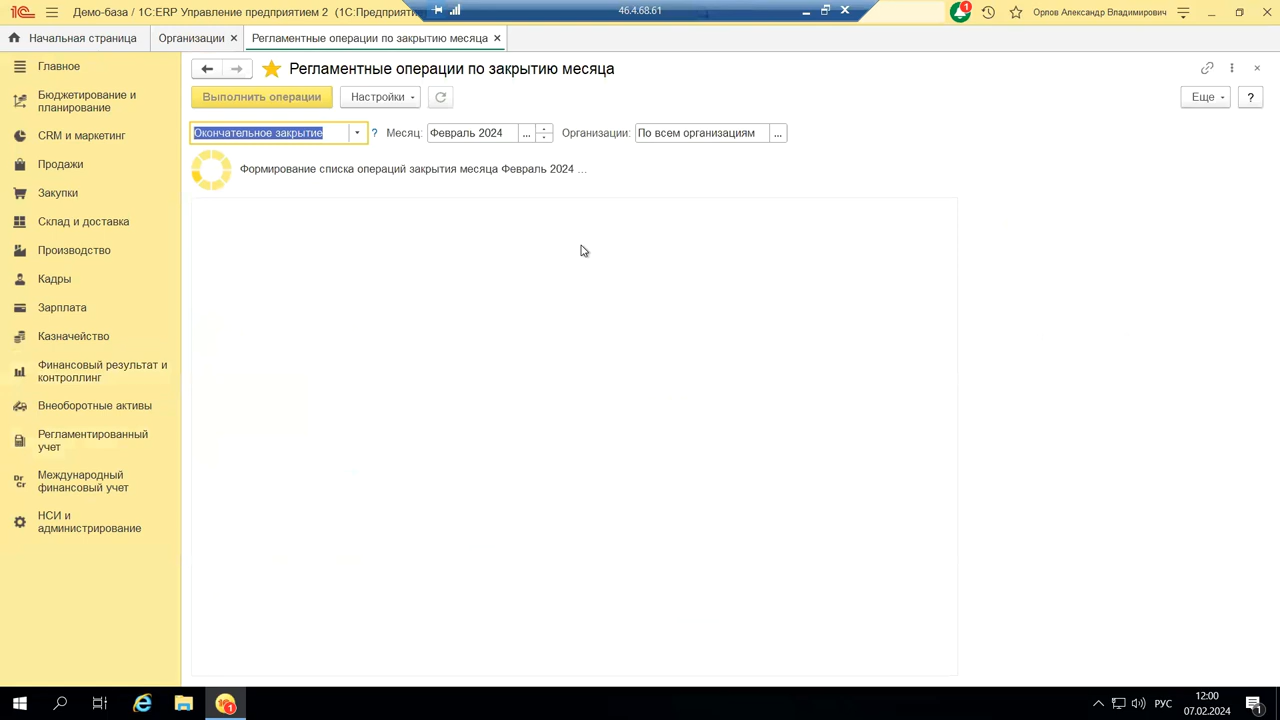 Демо-база / 1С:ERP Управление предприятием 2 (1С:Предприятие
46.4.68.61
1
Орлов Александр Владимирович
Начальная страница
Организации
Регламентные операции по закрытию месяца
Главное
Бюджетирование и
планирование
CRM и маркетинг
Продажи
Закупки
Склад и доставка
Производство
Кадры
Зарплата
Казначейство
Финансовый результат и
контроллинг
Внеоборотные активы
Регламентированный
учет
Международный
финансовый учет
НСИ и
администрирование
Регламентные операции по закрытию месяца
Выполнить операции
Настройки
Еще
?
Окончательное закрытие
?
Месяц:
Февраль 2024
...
Организации:
По всем организациям
...
Формирование списка операций закрытия месяца Февраль 2024 ...
РУС
12:00
07.02.2024
1